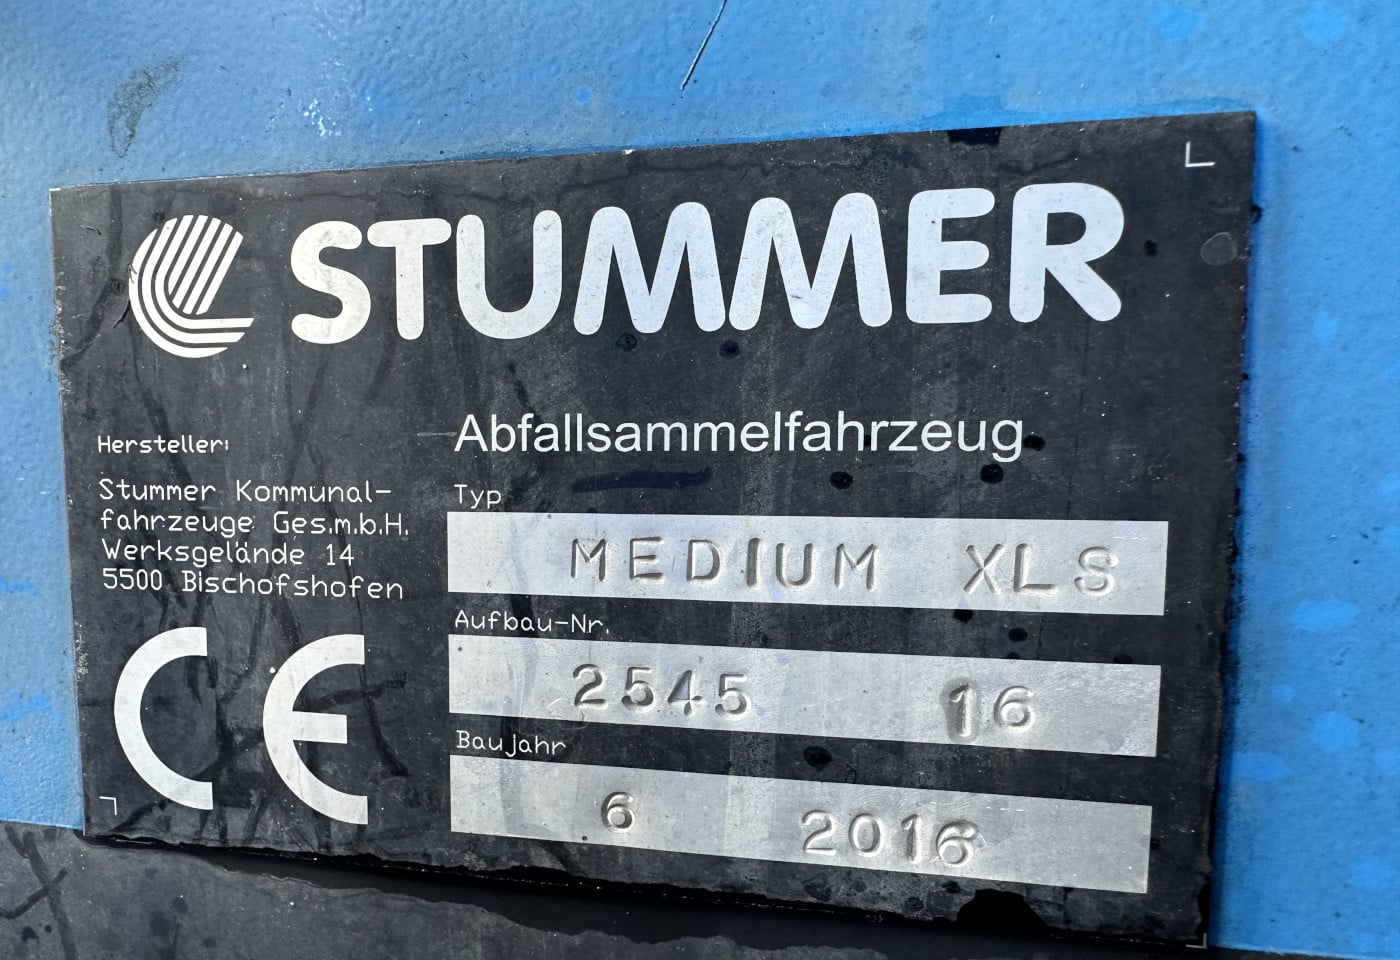 STUMMER
Abfallsammelfahrzeug
Hersteller:
Stummer Kommunal-
fahrzeuge Ges.m.b.H.
Werksgelände 14
5500 Bischofshofen
CE
Typ
MEDIUM XLS
Aufbau-Nr.
2545 16
Baujahr
6 2016